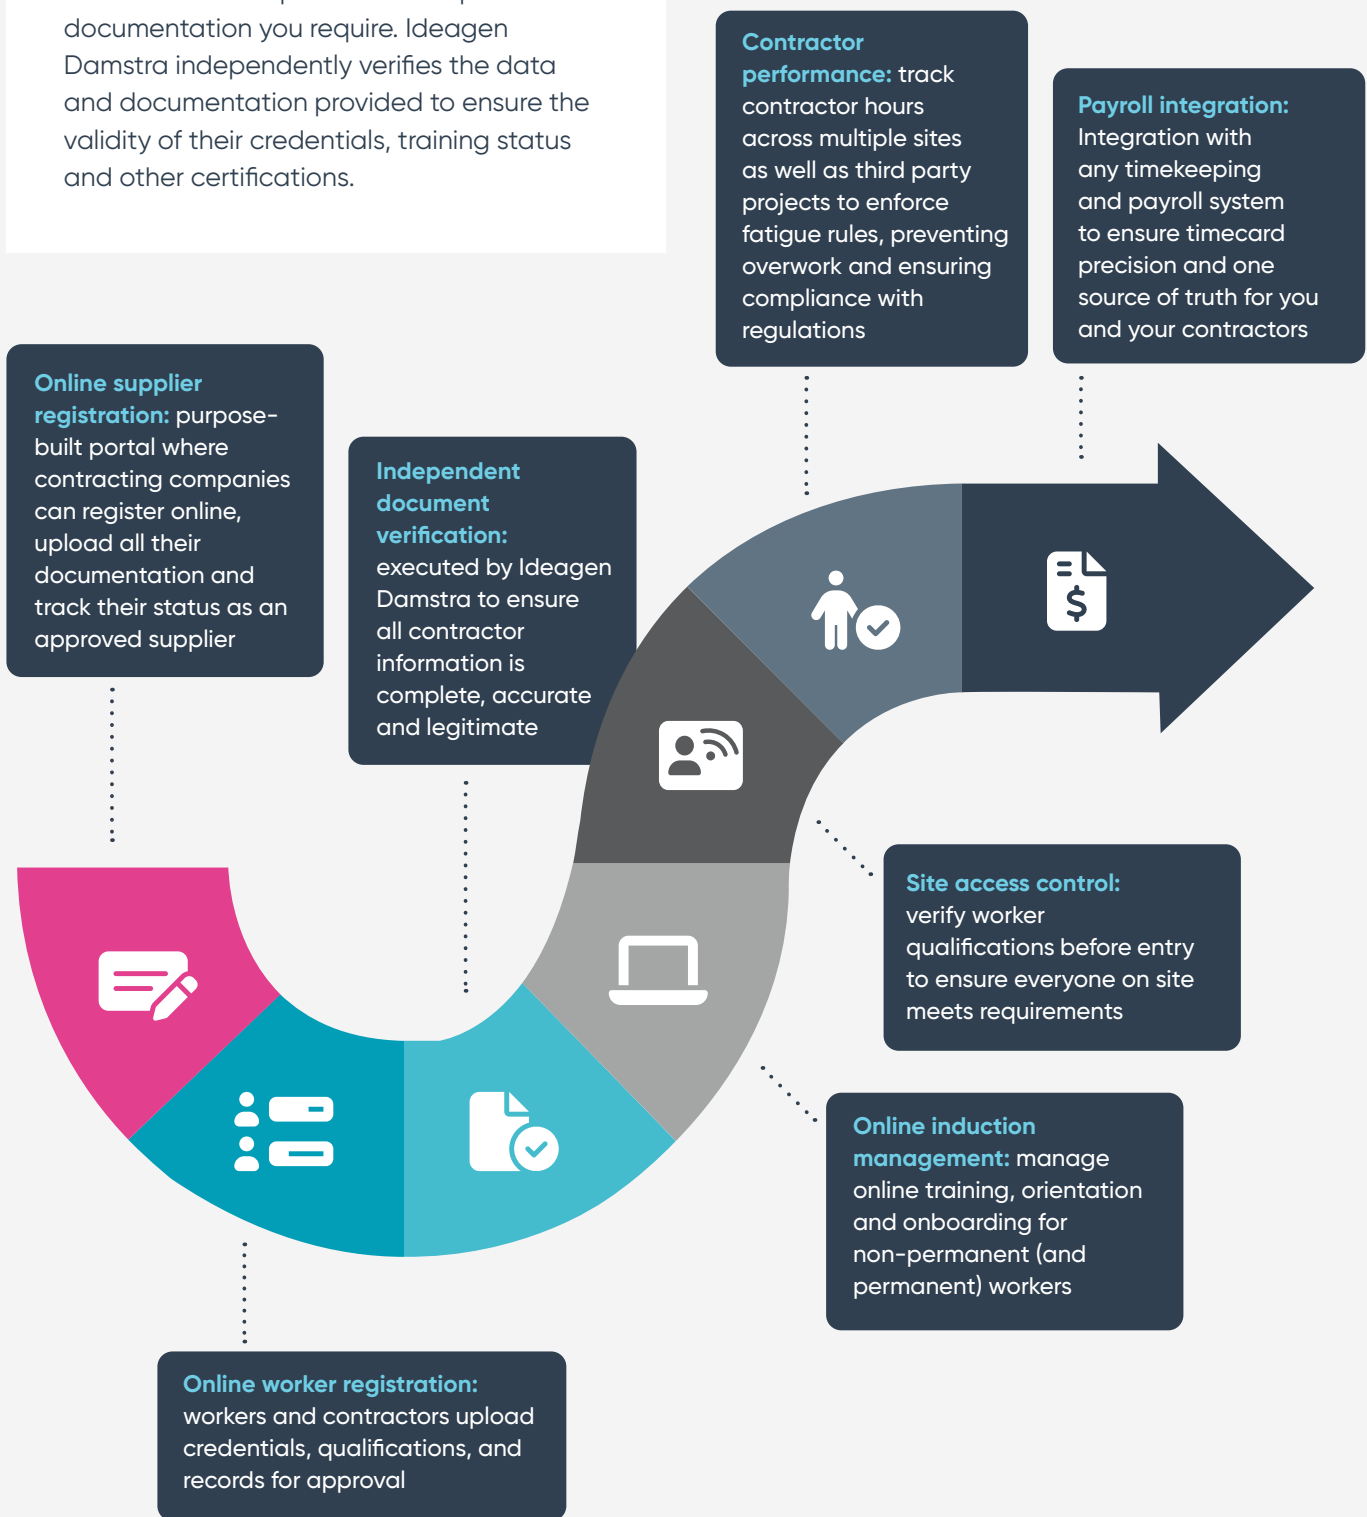 documentation you require. Ideagen
Damstra independently verifies the data
and documentation provided to ensure the
validity of their credentials, training status
and other certifications.
Contractor
performance: track
contractor hours
across multiple sites
as well as third party
projects to enforce
fatigue rules, preventing
overwork and ensuring
compliance with
regulations
Payroll integration:
Integration with
any timekeeping
and payroll system
to ensure timecard
precision and one
source of truth for you
and your contractors
Online supplier
registration: purpose-
built portal where
contracting companies
can register online,
upload all their
documentation and
track their status as an
approved supplier
Independent
document
verification:
executed by Ideagen
Damstra to ensure
all contractor
information is
complete, accurate
and legitimate
$
Site access control:
verify worker
qualifications before entry
to ensure everyone on site
meets requirements
Online induction
management: manage
online training, orientation
and onboarding for
non-permanent (and
permanent) workers
Online worker registration:
workers and contractors upload
credentials, qualifications, and
records for approval